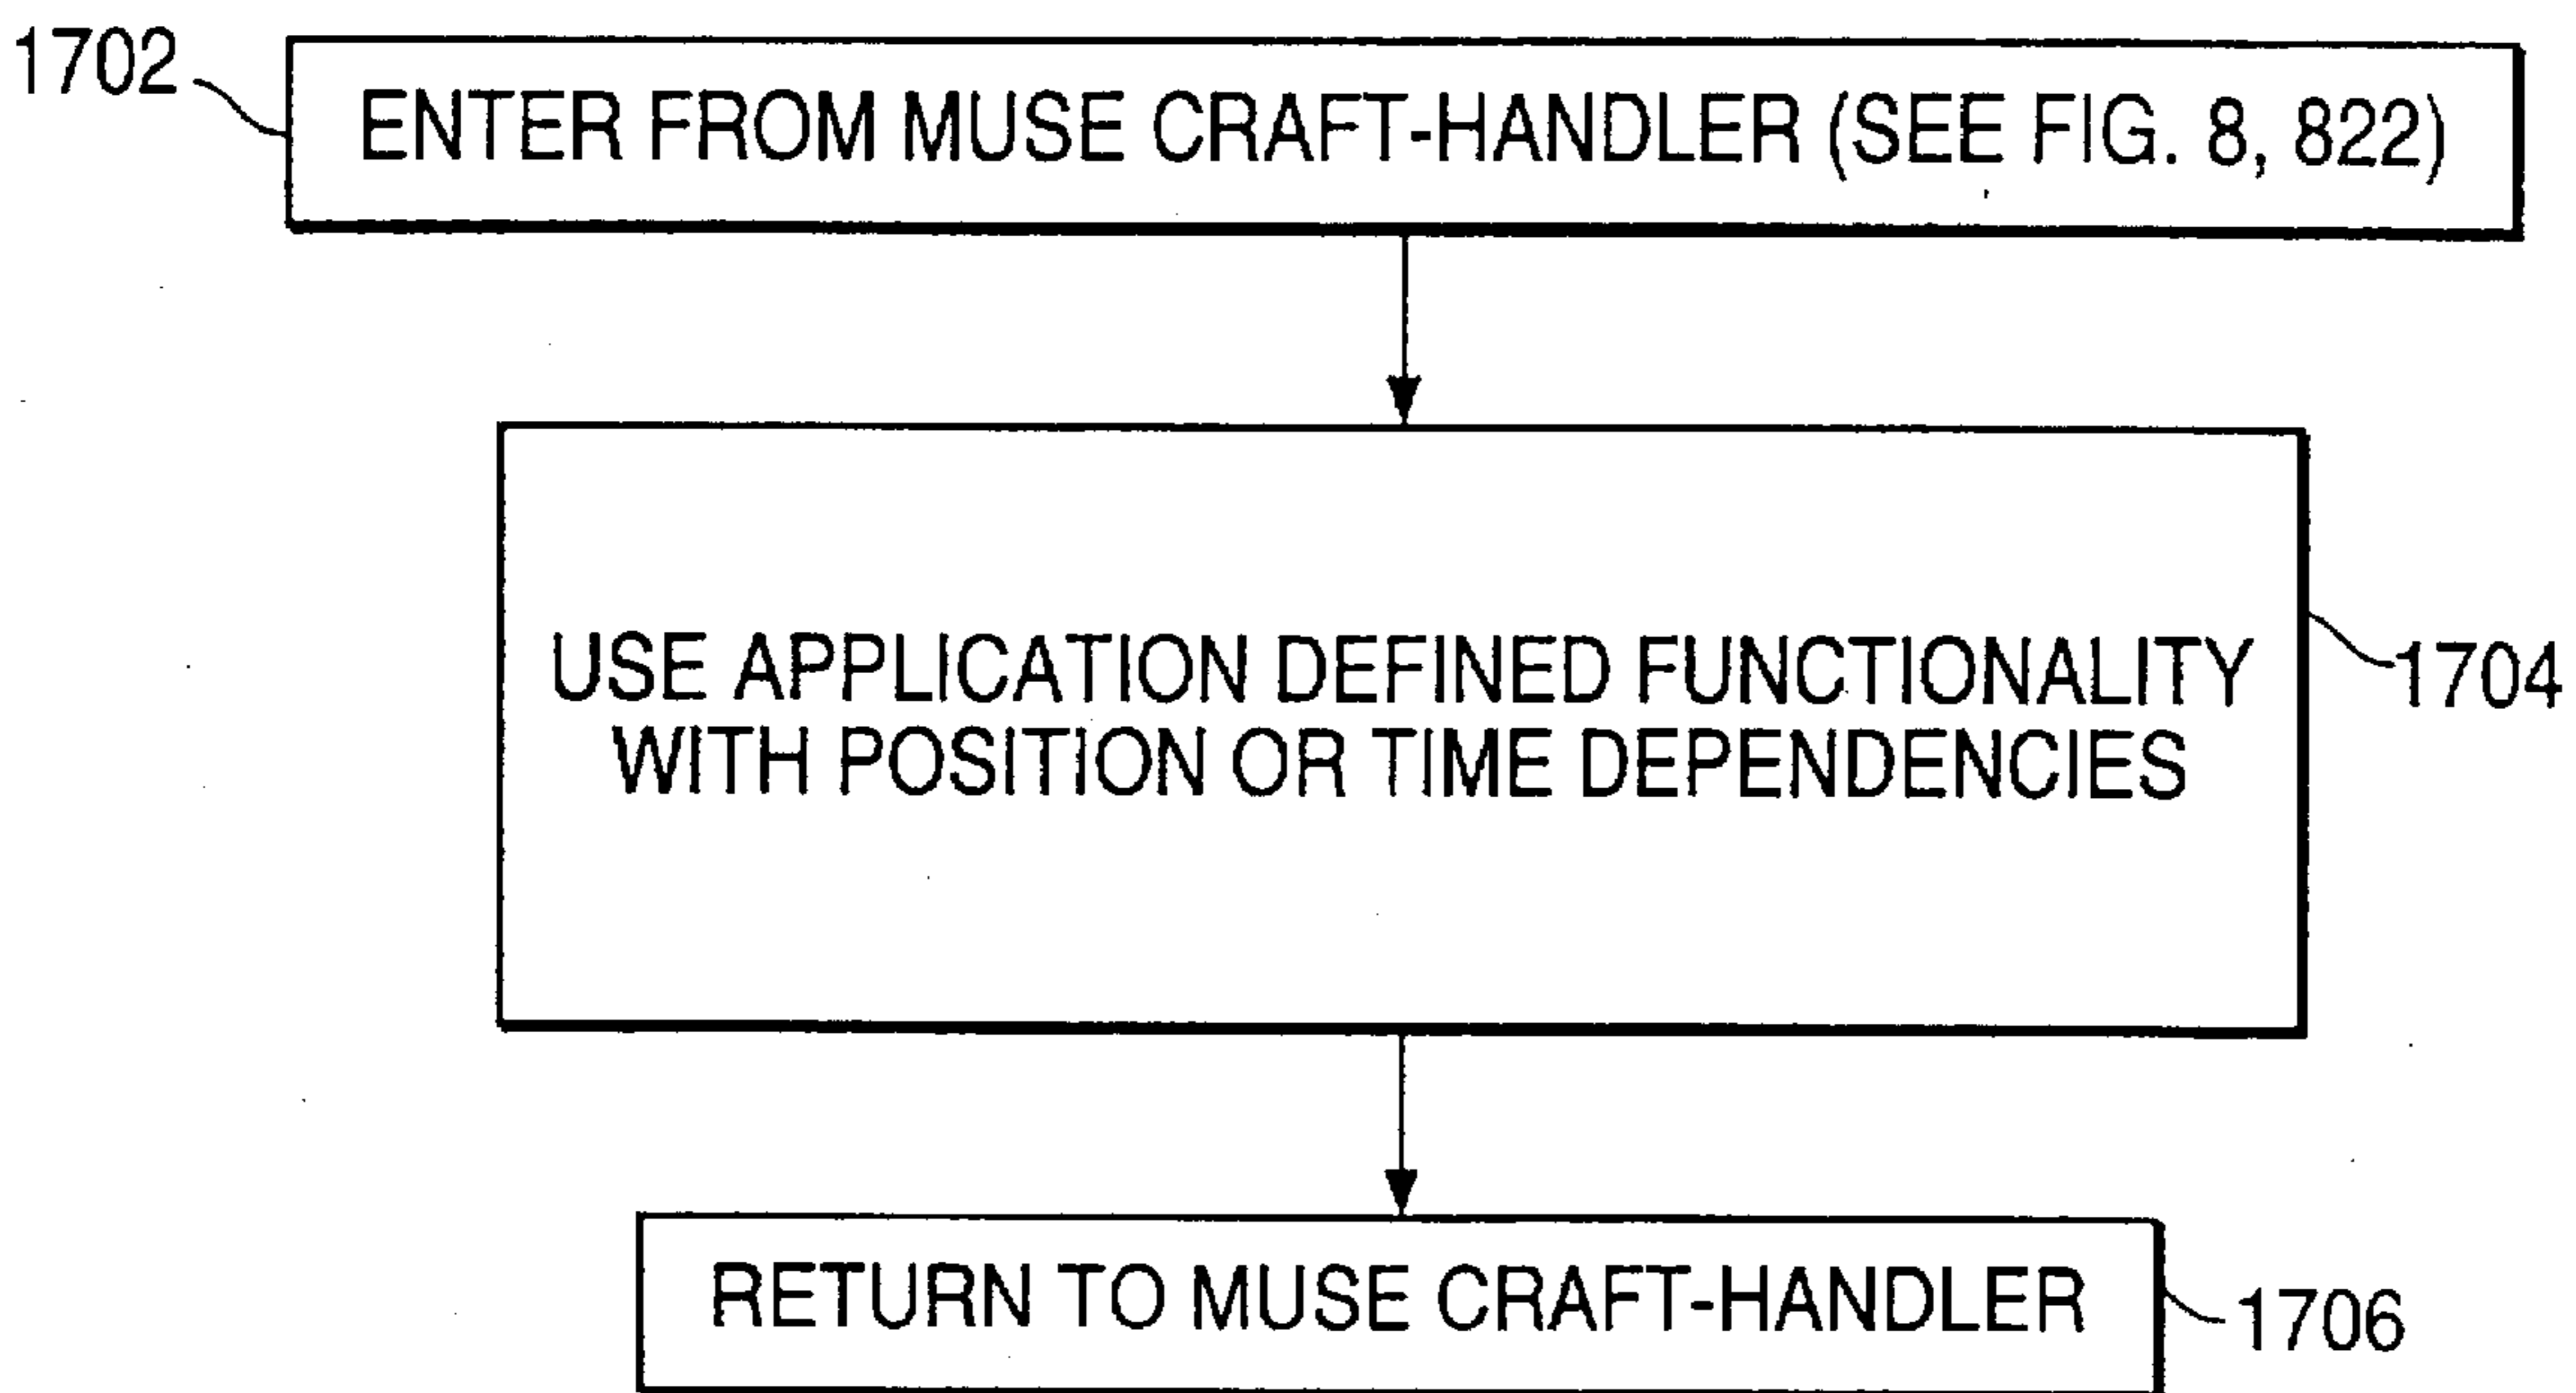 1702
ENTER FROM MUSE CRAFT-HANDLER (SEE FIG. 8, 822)
USE APPLICATION DEFINED FUNCTIONALITY
WITH POSITION OR TIME DEPENDENCIES
1704
RETURN TO MUSE CRAFT-HANDLER
1706